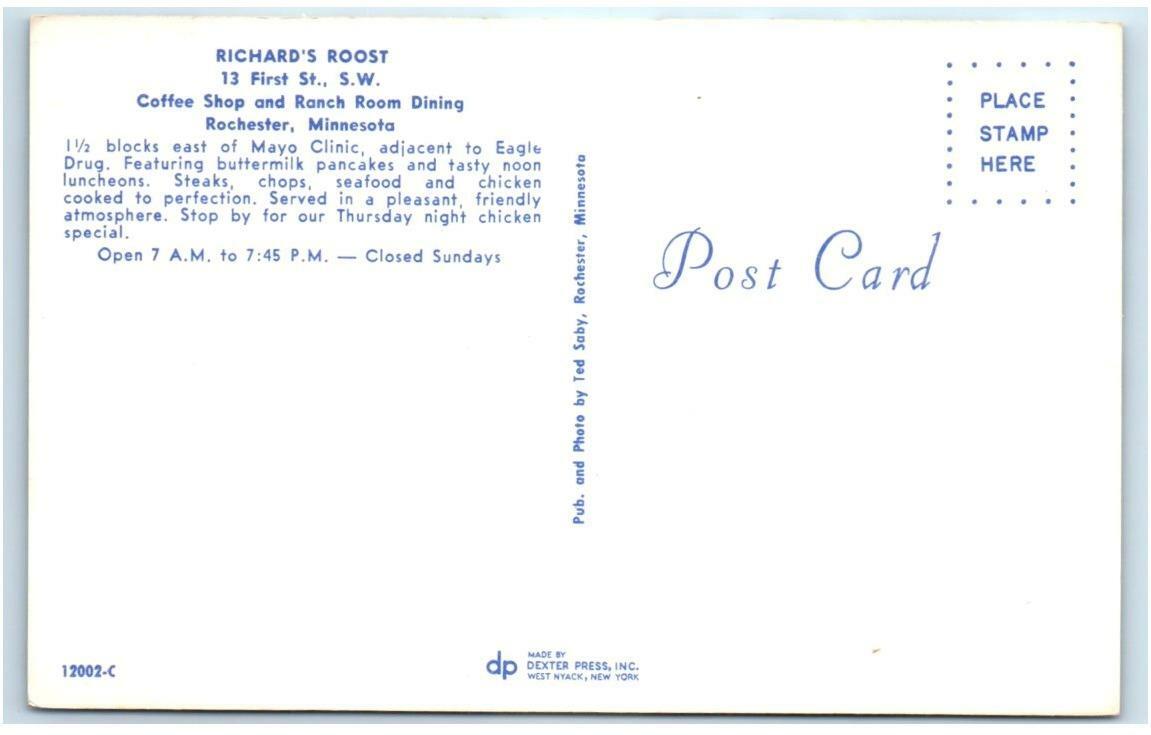 RICHARD'S ROOST
13 First St., S.W.
Coffee Shop and Ranch Room Dining
Rochester, Minnesota
1½ blocks east of Mayo Clinic, adjacent to Eagle
Drug. Featuring buttermilk pancakes and tasty noon
luncheons. Steaks, chops, seafood and chicken
cooked to perfection. Served in a pleasant, friendly
atmosphere. Stop by for our Thursday night chicken
special.
Open 7 A.M. to 7:45 P.M. — Closed Sundays
Pub. and Photo by Ted Saby, Rochester, Minnesota
PLACE
STAMP
HERE
Post Card
12002-C
dp
MADE BY
DEXTER PRESS, INC.
WEST NYACK, NEW YORK